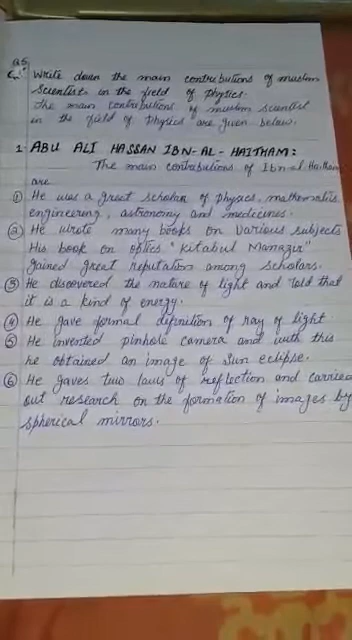 Q5
Write down the main contributions of muslim
Scientists in the field of physics.
The main contributions of muslim scientist
in the field of Physics are given below.
1. ABU ALI HASSAN IBN-AL-HAITHAM:
The main contributions of Ibn-al-Haitham
are
① He was a great scholar of physics, mathematics
engineering, astronomy and medicines.
② He wrote many books on various subjects
His book on optics "Kitabul Manazir"
gained great reputation among scholars.
③ He discovered the nature of light and told that
it is a kind of energy.
④ He gave formal definition of ray of light
⑤ He invented pinhole camera and with this
he obtained an image of Sun eclipse.
⑥ He gaves two laws of reflection and carried
out research on the formation of images by
spherical mirrors.